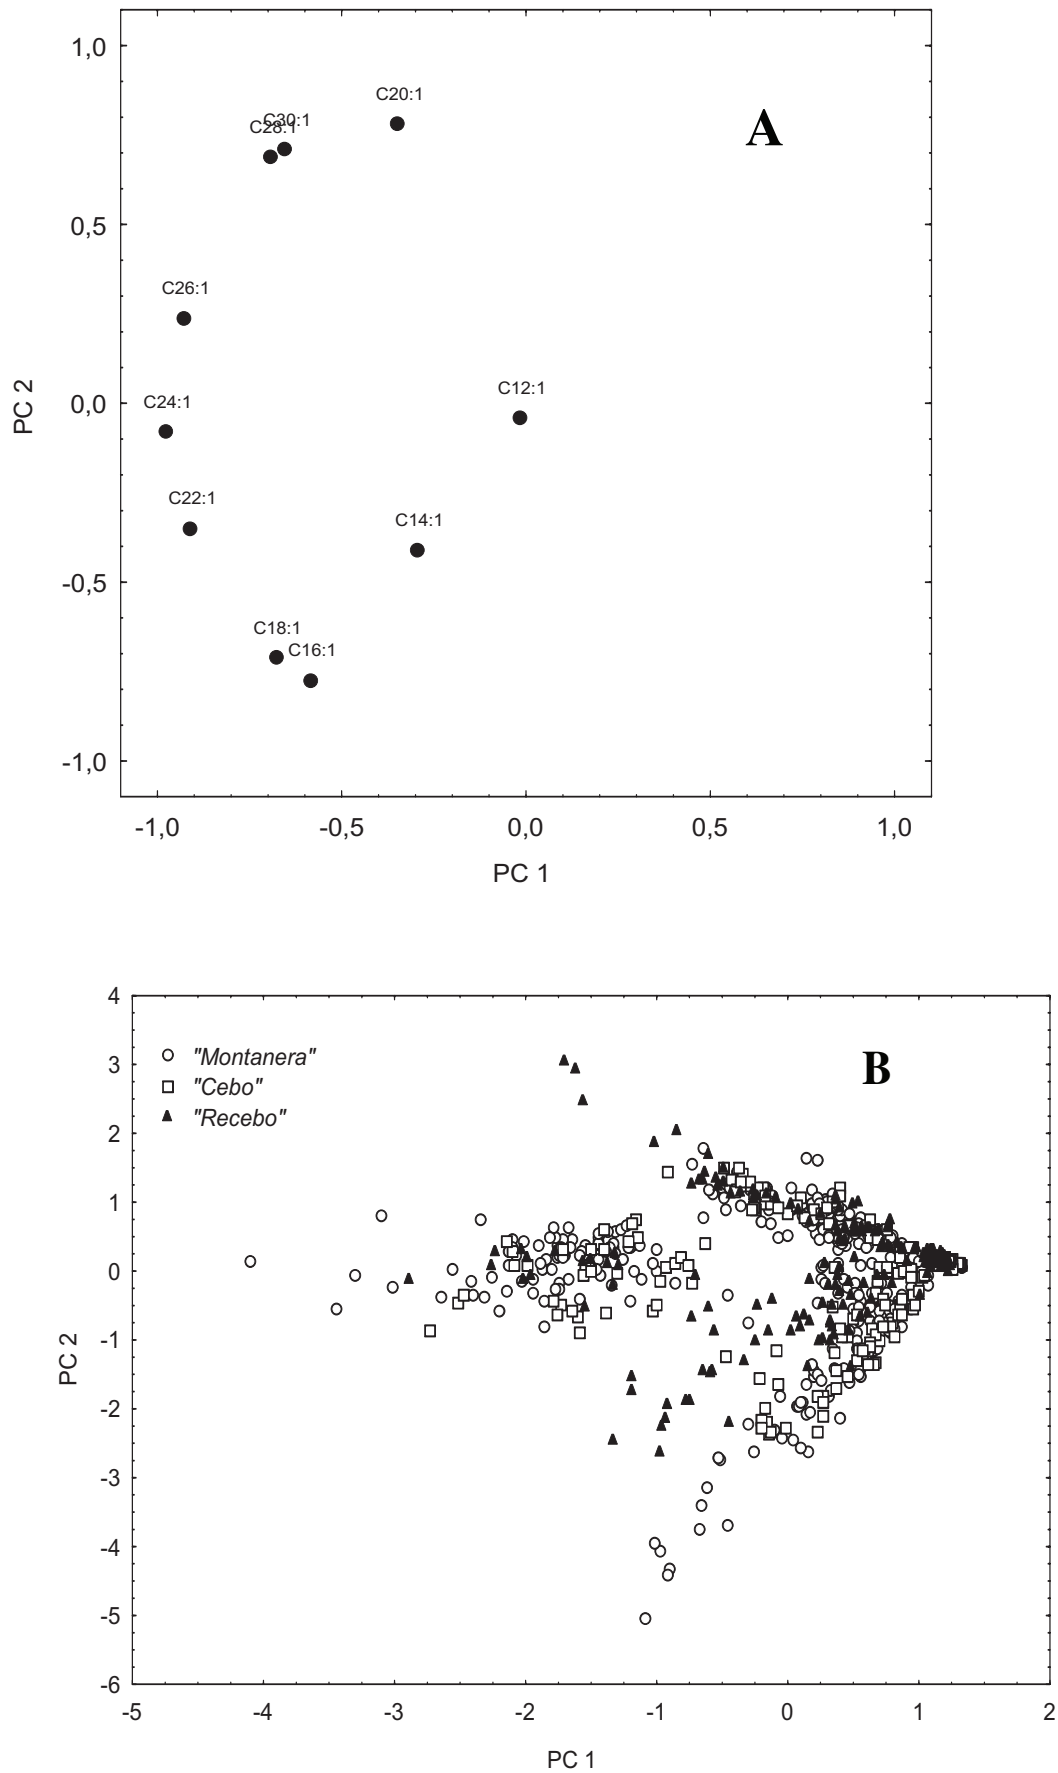 1,0
C20:1
A
C30:1
C28:1
0,5
C26:1
PC 2
0,0
C24:1
C12:1
C22:1
C14:1
-0,5
C18:1
C16:1
-1,0
-1,0 -0,5 0,0 0,5 1,0
PC 1
4
"Montanera"
B
3
"Cebo"
"Recebo"
2
1
0
-1
PC 2
-2
-3
-4
-5
-6
-5 -4 -3 -2 -1 0 1 2
PC 1